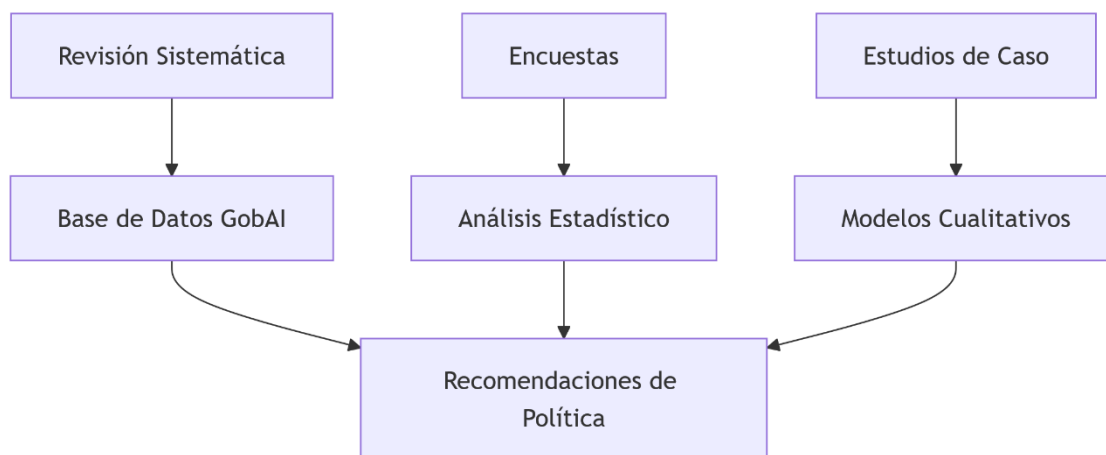 Revisión Sistemática
Encuestas
Estudios de Caso
Base de Datos GobAI
Análisis Estadístico
Modelos Cualitativos
Recomendaciones de
Política